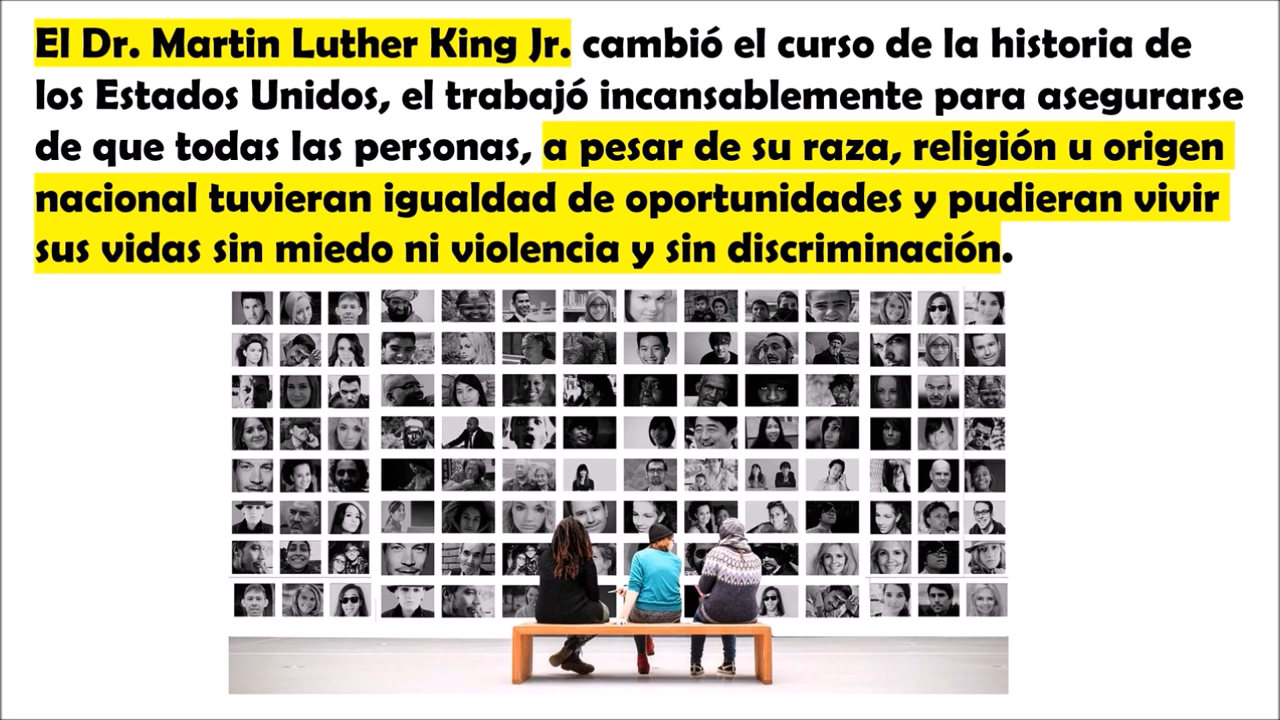 El Dr. Martin Luther King Jr. cambió el curso de la historia de
los Estados Unidos, el trabajó incansablemente para asegurarse
de que todas las personas, a pesar de su raza, religión u origen
nacional tuvieran igualdad de oportunidades y pudieran vivir
sus vidas sin miedo ni violencia y sin discriminación.